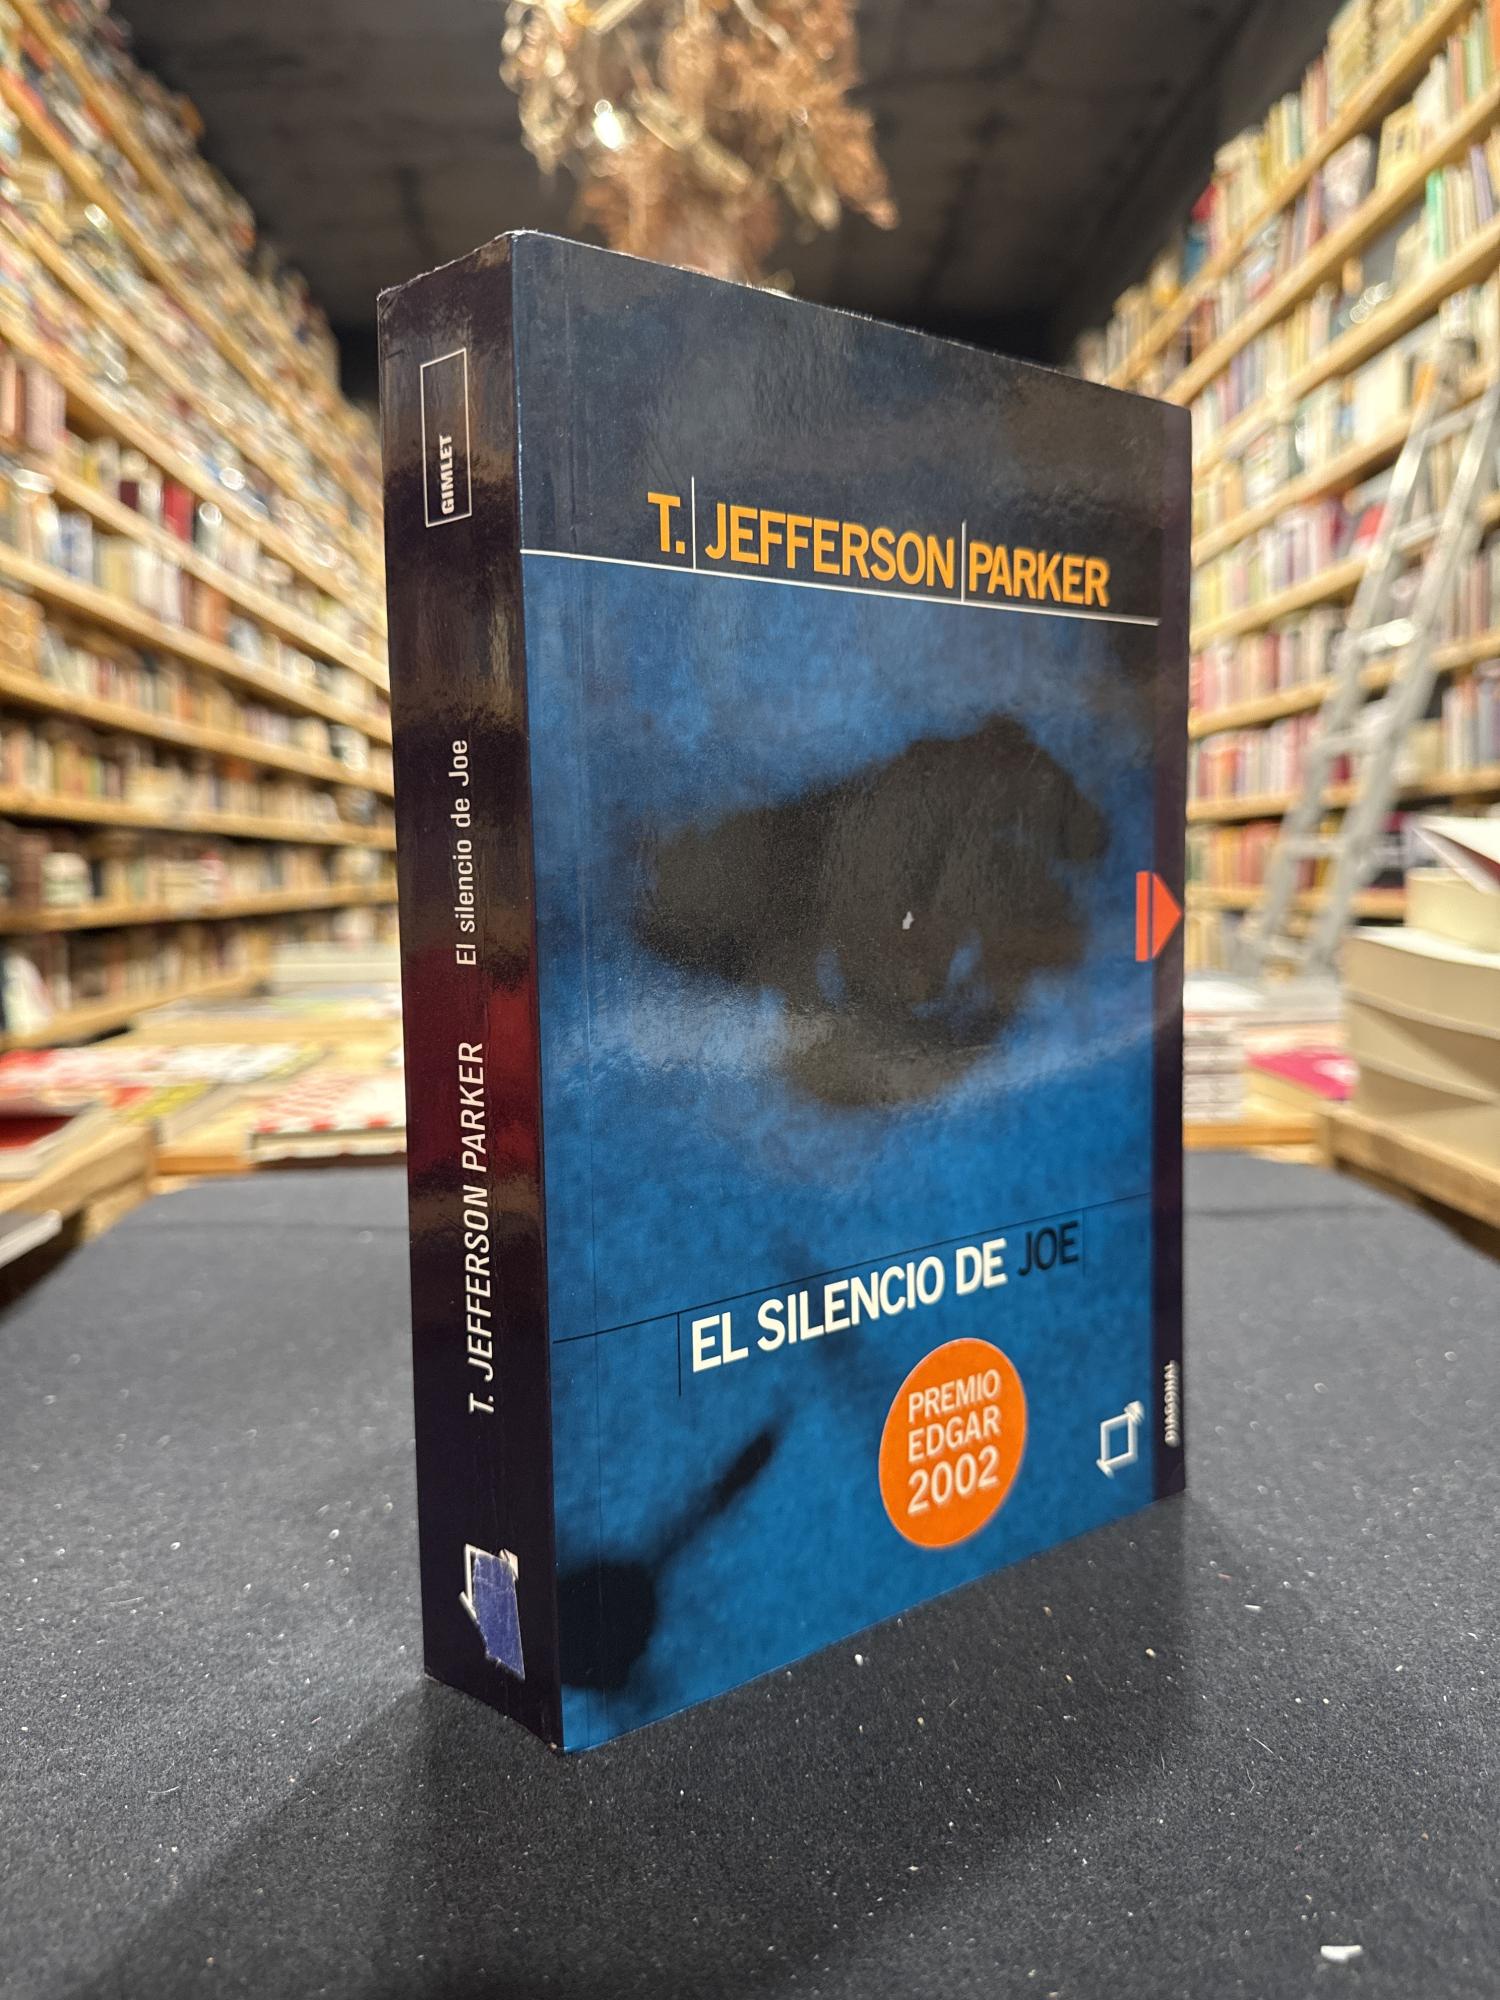 GIMLET
El silencio de Joe
T. JEFFERSON PARKER
T. JEFFERSON PARKER
EL SILENCIO DE JOE
PREMIO
EDGAR
2002
DIAGONAL